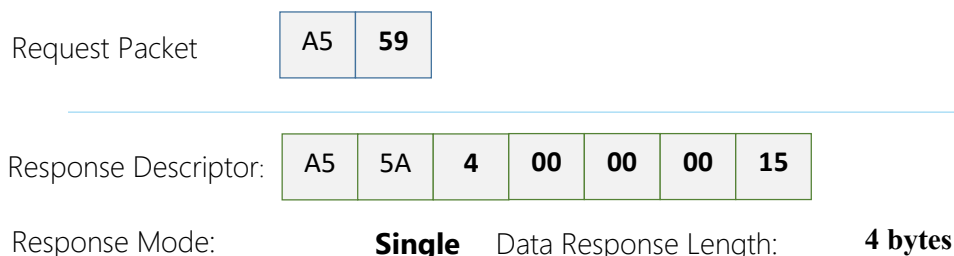 Request Packet A5 59
Response Descriptor: A5 5A 4 00 00 00 15
Response Mode: Single Data Response Length: 4 bytes